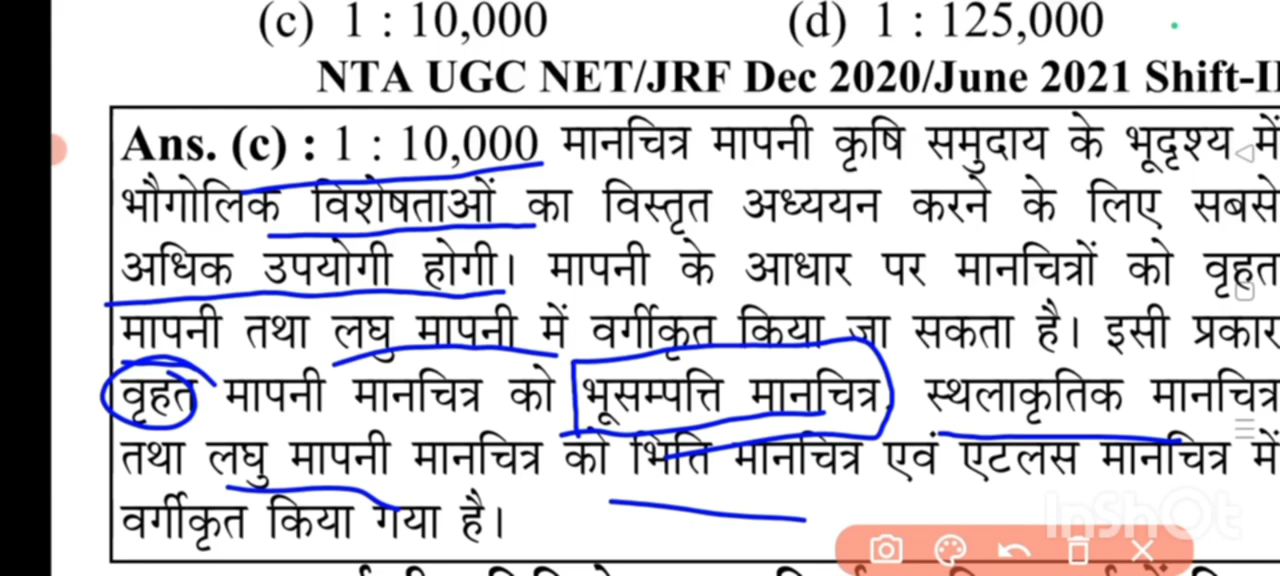 (c) 1 : 10,000 (d) 1 : 125,000
NTA UGC NET/JRF Dec 2020/June 2021 Shift-II
Ans. (c) : 1 : 10,000 मानचित्र मापनी कृषि समुदाय के भूदृश्य में
भौगोलिक विशेषताओं का विस्तृत अध्ययन करने के लिए सबसे
अधिक उपयोगी होगी। मापनी के आधार पर मानचित्रों को वृहत
मापनी तथा लघु मापनी में वर्गीकृत किया जा सकता है। इसी प्रकार
वृहत मापनी मानचित्र को भूसम्पत्ति मानचित्र, स्थलाकृतिक मानचित्र
तथा लघु मापनी मानचित्र को भिति मानचित्र एवं एटलस मानचित्र में
वर्गीकृत किया गया है।
InShOt